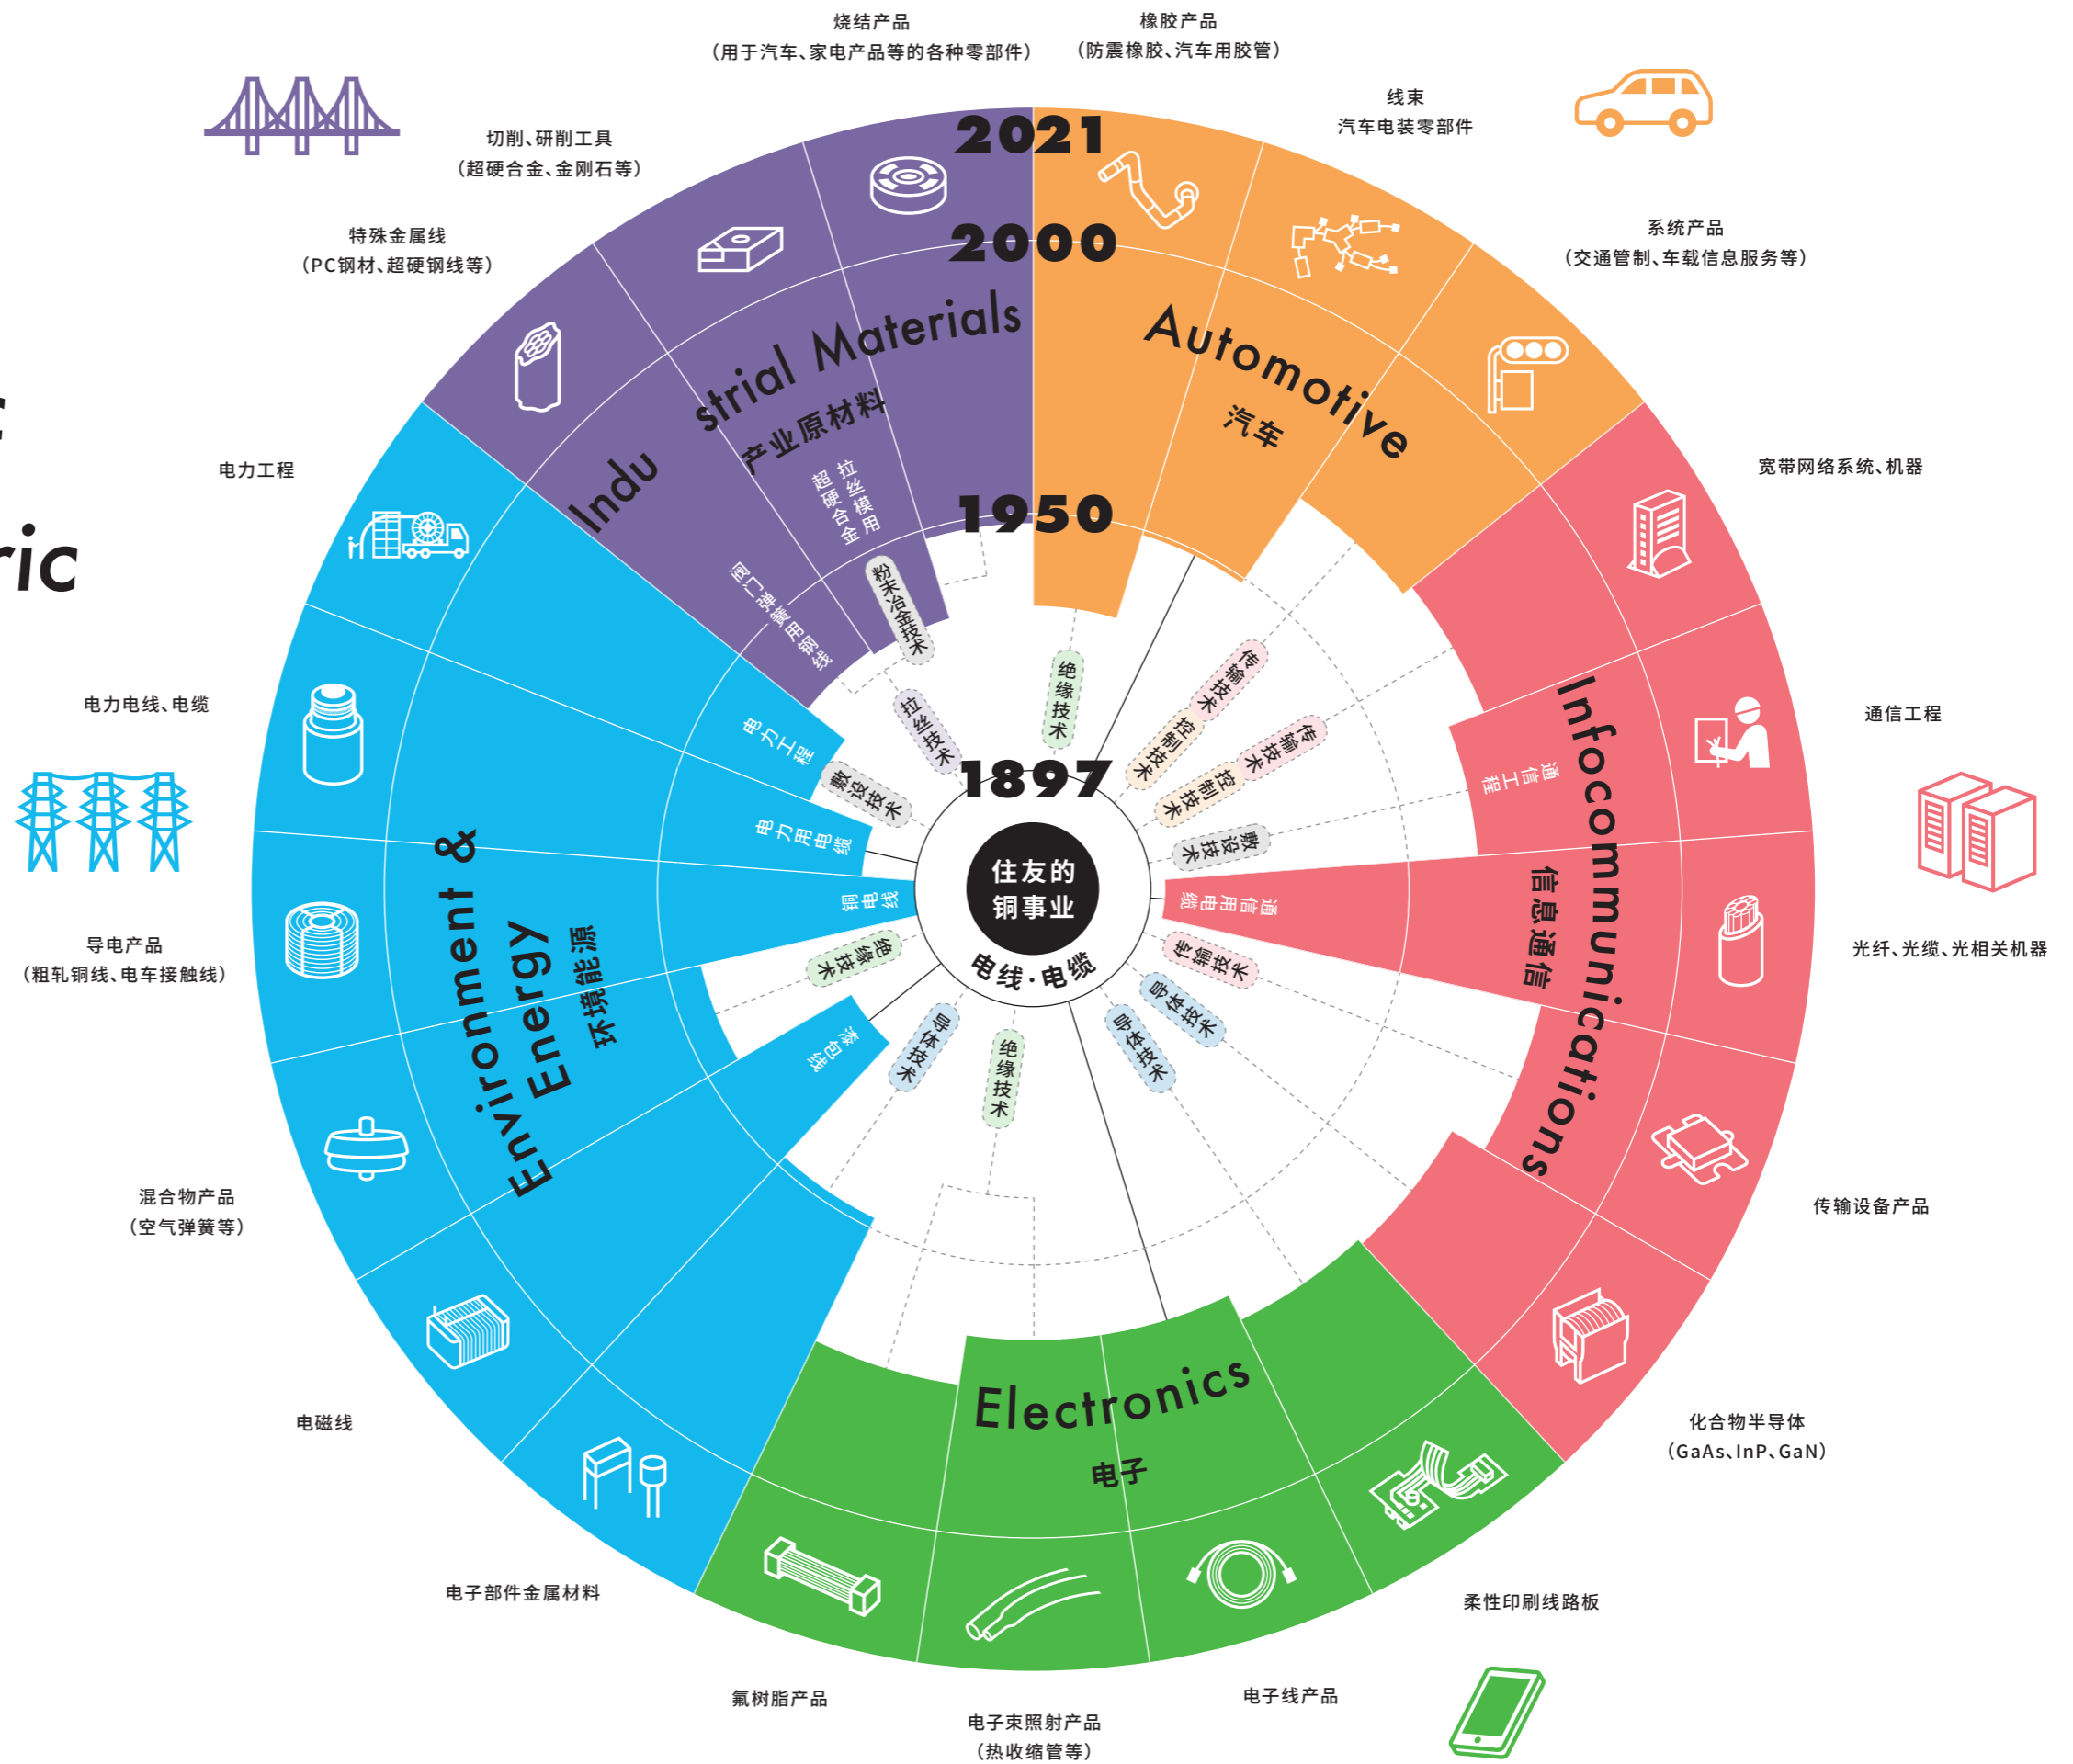 烧结产品
（用于汽车、家电产品等的各种零部件）
橡胶产品
（防震橡胶、汽车用胶管）
线束
汽车电装零部件
切削、研削工具
（超硬合金、金刚石等）
特殊金属线
（PC钢材、超硬钢线等）
系统产品
（交通管制、车载信息服务等）
2021
2000
1950
1897
Industrial Materials
产业原材料
Automotive
汽车
ric
电力工程
宽带网络系统、机器
拉丝模用
超硬合金
阀门弹簧用钢线
粉末冶金技术
拉丝技术
绝缘技术
传输技术
控制技术
传输技术
控制技术
敷设技术
电力工程
敷设技术
电力用电缆
铜电线
绝缘技术
漆包线
导体技术
绝缘技术
导体技术
导体技术
传输技术
通信用电缆
通信工程
住友的
铜事业
电线·电缆
Infocommunications
信息通信
Environment &
Energy
环境能源
Electronics
电子
电力电线、电缆
通信工程
导电产品
（粗轧铜线、电车接触线）
光纤、光缆、光相关机器
混合物产品
（空气弹簧等）
传输设备产品
电磁线
化合物半导体
（GaAs、InP、GaN）
电子部件金属材料
柔性印刷线路板
氟树脂产品
电子束照射产品
（热收缩管等）
电子线产品